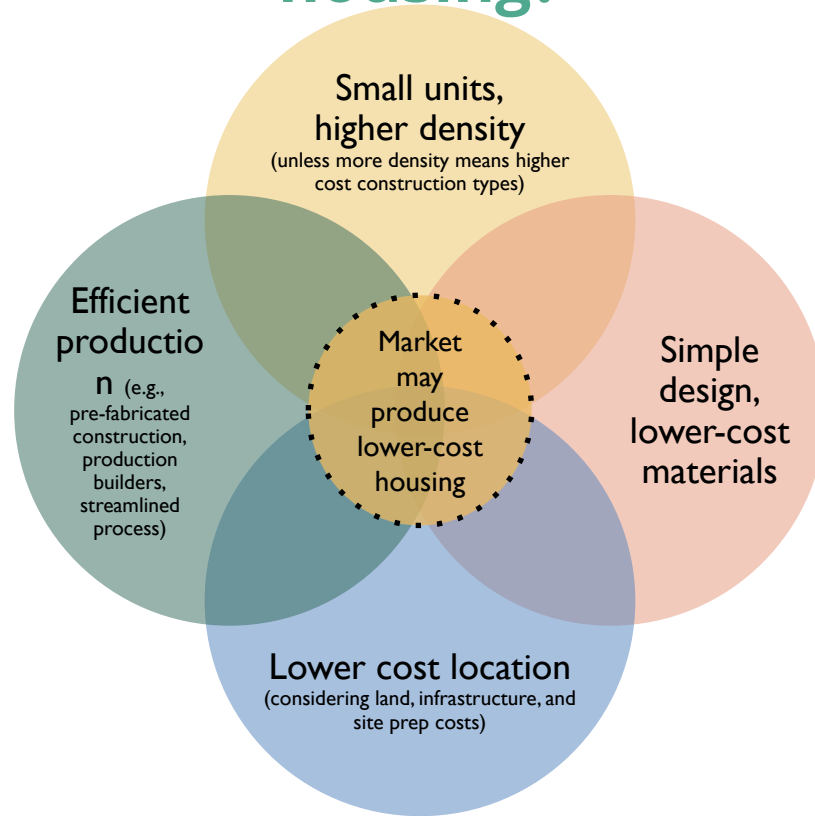 housing?
Small units,
higher density
(unless more density means higher
cost construction types)
Efficient
productio
n (e.g.,
pre-fabricated
construction,
production
builders,
streamlined
process)
Market
may
produce
lower-cost
housing
Simple
design,
lower-cost
materials
Lower cost location
(considering land, infrastructure, and
site prep costs)